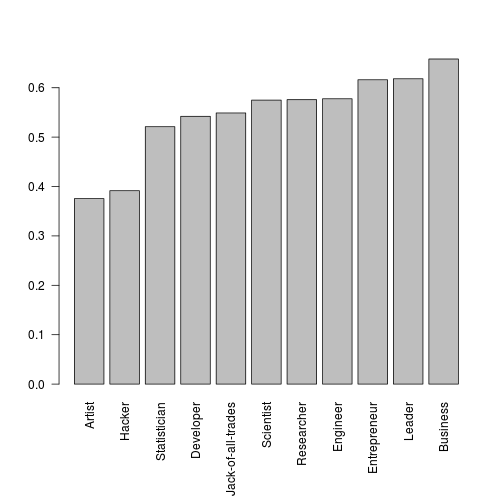 0.6
0.5
0.4
0.3
0.2
0.1
0.0
Artist
Hacker
Statistician
Developer
Jack-of-all-trades
Scientist
Researcher
Engineer
Entrepreneur
Leader
Business